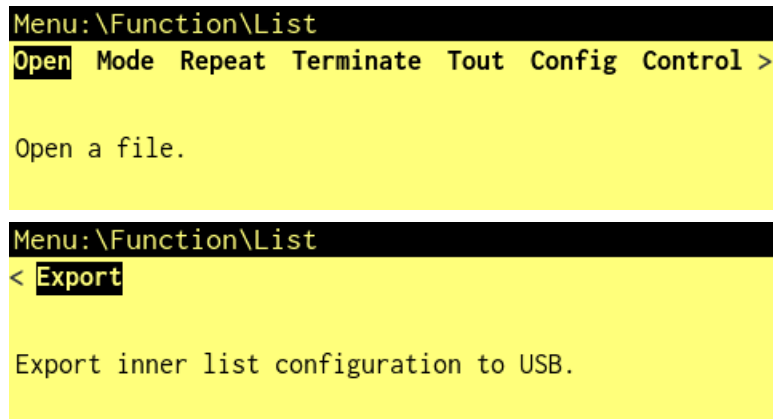 Menu:\Function\List
Open Mode Repeat Terminate Tout Config Control >
Open a file.
Menu:\Function\List
< Export
Export inner list configuration to USB.